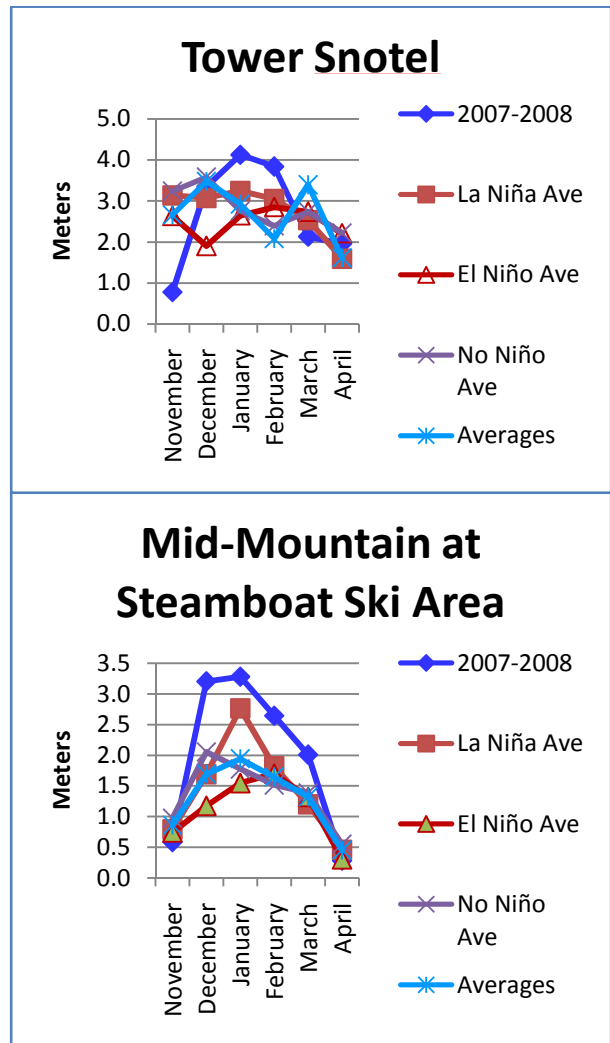 Tower Snotel
5.0
4.0
3.0
2.0
1.0
0.0
Meters
November
December
January
February
March
April
2007-2008
La Niña Ave
El Niño Ave
No Niño
Ave
Averages
Mid-Mountain at
Steamboat Ski Area
3.5
3.0
2.5
2.0
1.5
1.0
0.5
0.0
Meters
November
December
January
February
March
April
2007-2008
La Niña Ave
El Niño Ave
No Niño
Ave
Averages